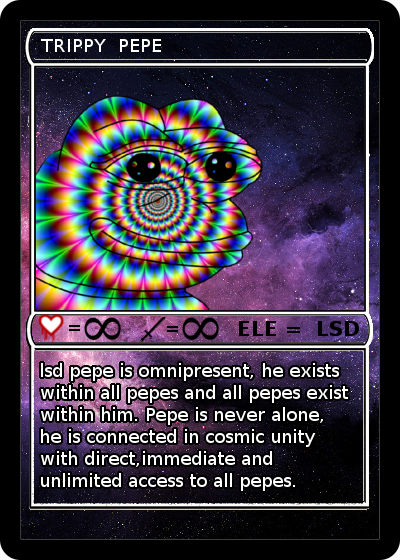 TRIPPY PEPE
=∞ =∞ ELE = LSD
lsd pepe is omnipresent, he exists
within all pepes and all pepes exist
within him. Pepe is never alone,
he is connected in cosmic unity
with direct,immediate and
unlimited access to all pepes.